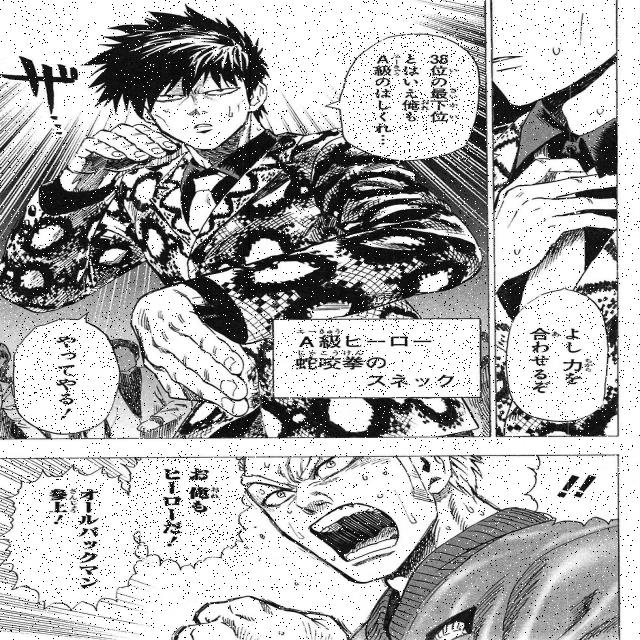 よし力を
合わせるぞ
38位の最下位
とはいえ俺も
A級のはしくれ…
ザッ…
A級ヒーロー
蛇咬拳の
スネック
やってやる！
!!
お俺も
ヒーローだ！
オールバックマン
参上！